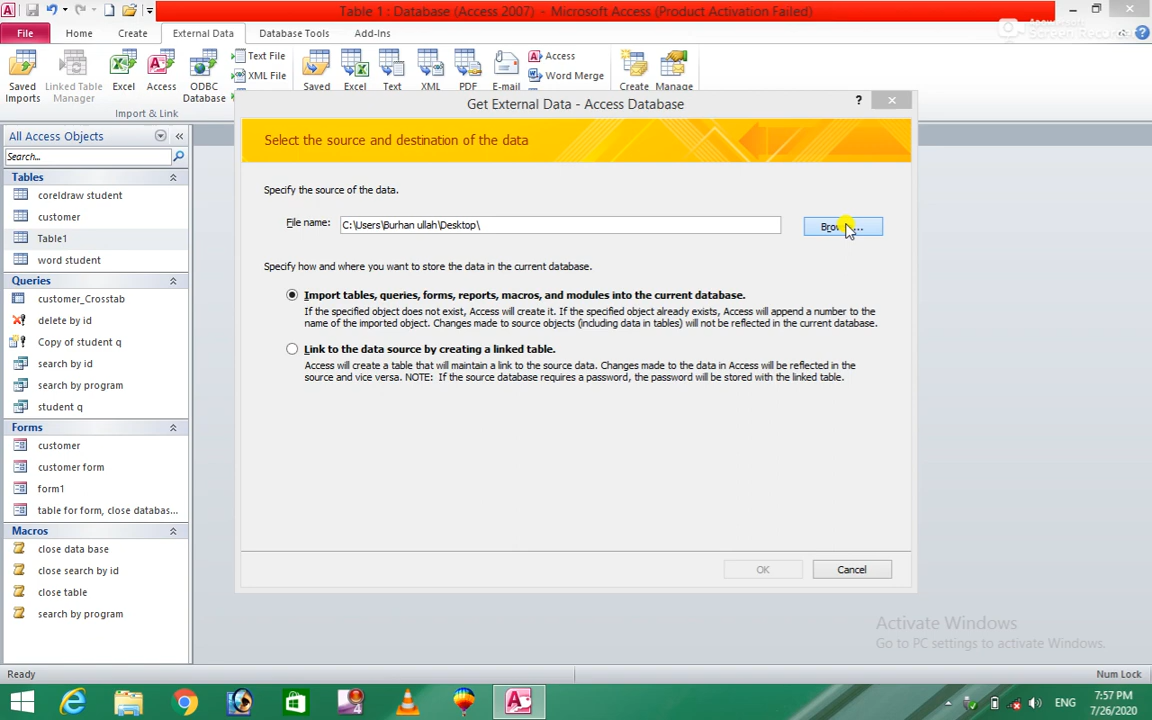 Table 1 : Database (Access 2007) - Microsoft Access (Product Activation Failed)
File Home Create External Data Database Tools Add-Ins
Saved Imports
Linked Table Manager
Excel
Access
ODBC Database
Text File
XML File
Import & Link
Saved
Excel
Text
XML
PDF
E-mail
Access
Word Merge
Create
Manage
All Access Objects
Search...
Tables
coreldraw student
customer
Table1
word student
Queries
customer_Crosstab
delete by id
Copy of student q
search by id
search by program
student q
Forms
customer
customer form
form1
table for form, close databas...
Macros
close data base
close search by id
close table
search by program
Get External Data - Access Database
?
Select the source and destination of the data
Specify the source of the data.
File name: C:\Users\Burhan ullah\Desktop\
Specify how and where you want to store the data in the current database.
Import tables, queries, forms, reports, macros, and modules into the current database.
If the specified object does not exist, Access will create it. If the specified object already exists, Access will append a number to the
name of the imported object. Changes made to source objects (including data in tables) will not be reflected in the current database.
Link to the data source by creating a linked table.
Access will create a table that will maintain a link to the source data. Changes made to the data in Access will be reflected in the
source and vice versa. NOTE: If the source database requires a password, the password will be stored with the linked table.
OK Cancel
Activate Windows
Go to PC settings to activate Windows.
Ready
Num Lock
ENG
7:57 PM
7/26/2020